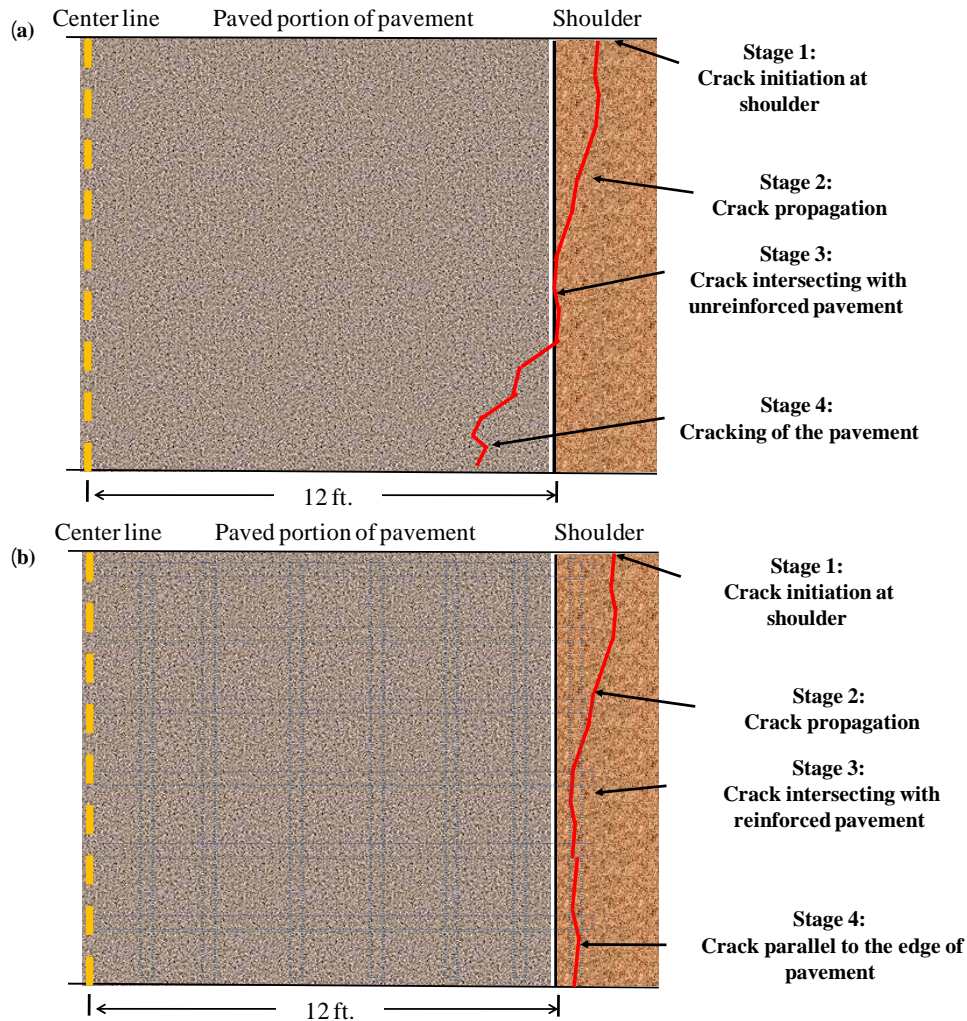 Center line Paved portion of pavement Shoulder
(a)
Stage 1:
Crack initiation at
shoulder
Stage 2:
Crack propagation
Stage 3:
Crack intersecting with
unreinforced pavement
Stage 4:
Cracking of the pavement
12 ft.
Center line Paved portion of pavement Shoulder
(b)
Stage 1:
Crack initiation at
shoulder
Stage 2:
Crack propagation
Stage 3:
Crack intersecting with
reinforced pavement
Stage 4:
Crack parallel to the edge of
pavement
12 ft.